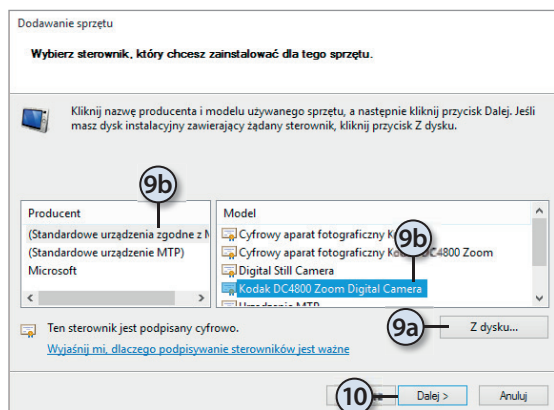 Dodawanie sprzętu
Wybierz sterownik, który chcesz zainstalować dla tego sprzętu.
Kliknij nazwę producenta i modelu używanego sprzętu, a następnie kliknij przycisk Dalej. Jeśli
masz dysk instalacyjny zawierający żądany sterownik, kliknij przycisk Z dysku.
9b
Producent
(Standardowe urządzenia zgodne z
(Standardowe urządzenie MTP)
Microsoft
Model
Cyfrowy aparat fotograficzny
9b
Cyfrowy aparat fotograficzny DC4800 Zoom
Digital Still Camera
Kodak DC4800 Zoom Digital Camera
Urządzenie MTP
Ten sterownik jest podpisany cyfrowo.
9a
Z dysku...
Wyjaśnij mi, dlaczego podpisywanie sterowników jest ważne
10
Dalej >
Anuluj